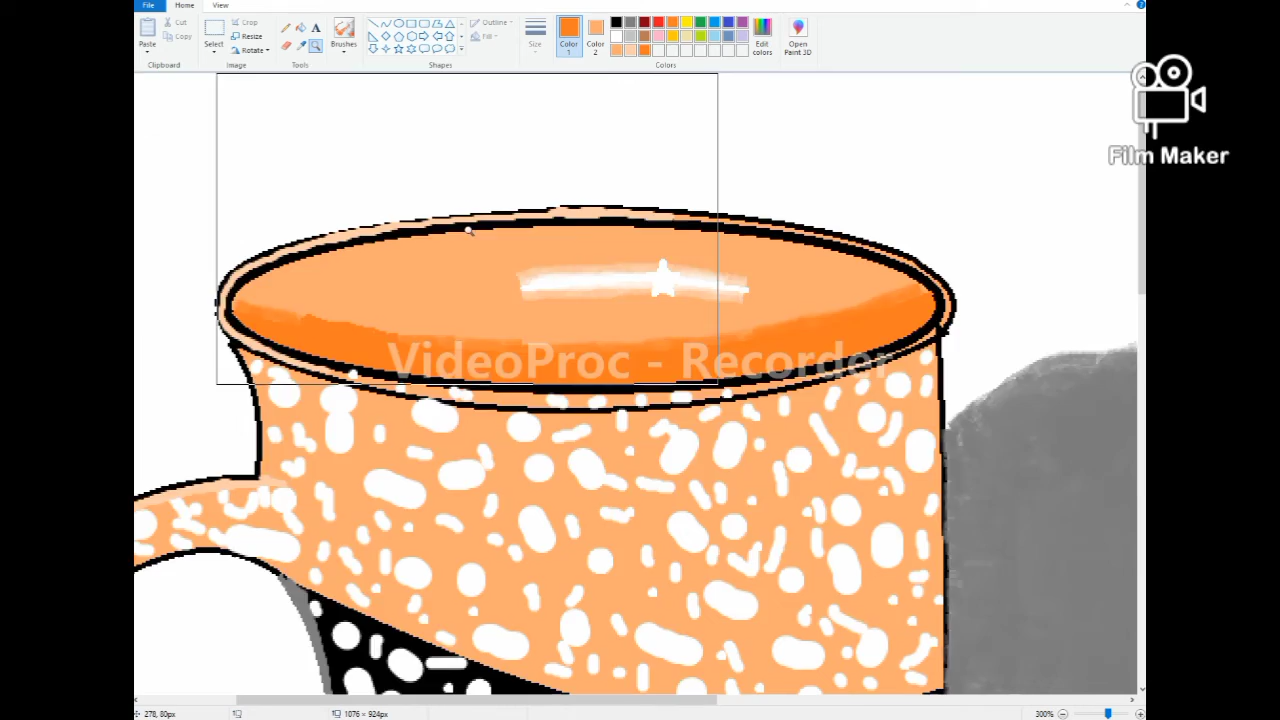 File Home View
Paste Cut Copy Clipboard
Select Crop Resize Rotate Image
Tools
Brushes
Outline Fill Shapes
Size
Color 1 Color 2 Colors
Edit colors
Open Paint 3D
Film Maker
VideoProc - Recorder
278, 80px 1076 × 924px 300%